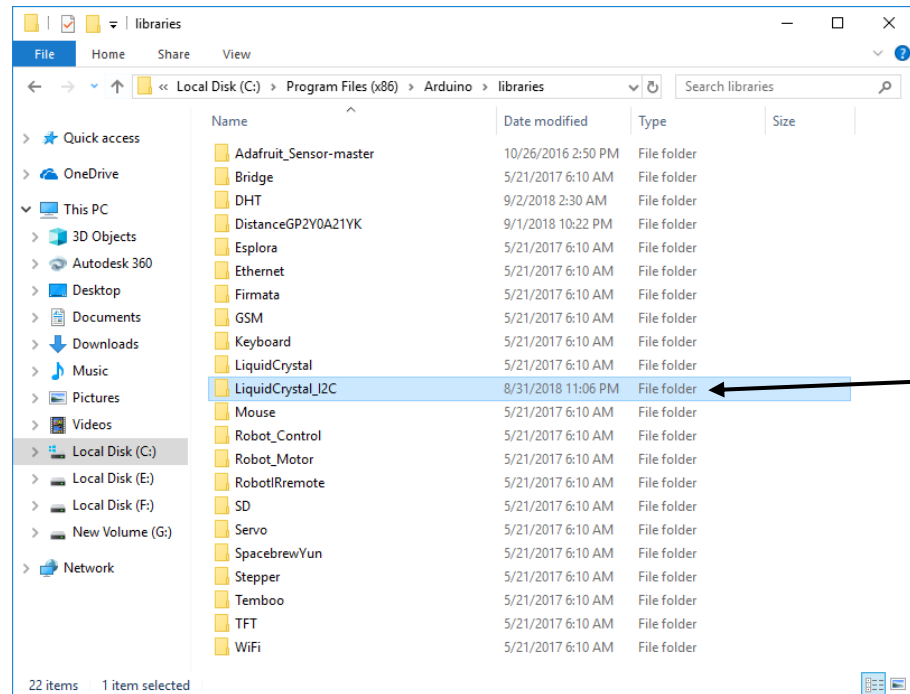 libraries
File Home Share View
« Local Disk (C:) › Program Files (x86) › Arduino › libraries Search libraries
Name Date modified Type Size
Quick access
OneDrive
This PC
3D Objects
Autodesk 360
Desktop
Documents
Downloads
Music
Pictures
Videos
Local Disk (C:)
Local Disk (E:)
Local Disk (F:)
New Volume (G:)
Network
Adafruit_Sensor-master 10/26/2016 2:50 PM File folder
Bridge 5/21/2017 6:10 AM File folder
DHT 9/2/2018 2:30 AM File folder
DistanceGP2Y0A21YK 9/1/2018 10:22 PM File folder
Esplora 5/21/2017 6:10 AM File folder
Ethernet 5/21/2017 6:10 AM File folder
Firmata 5/21/2017 6:10 AM File folder
GSM 5/21/2017 6:10 AM File folder
Keyboard 5/21/2017 6:10 AM File folder
LiquidCrystal 5/21/2017 6:10 AM File folder
LiquidCrystal_I2C 8/31/2018 11:06 PM File folder
Mouse 5/21/2017 6:10 AM File folder
Robot_Control 5/21/2017 6:10 AM File folder
Robot_Motor 5/21/2017 6:10 AM File folder
RobotIRremote 5/21/2017 6:10 AM File folder
SD 5/21/2017 6:10 AM File folder
Servo 5/21/2017 6:10 AM File folder
SpacebrewYun 5/21/2017 6:10 AM File folder
Stepper 5/21/2017 6:10 AM File folder
Temboo 5/21/2017 6:10 AM File folder
TFT 5/21/2017 6:10 AM File folder
WiFi 5/21/2017 6:10 AM File folder
22 items 1 item selected